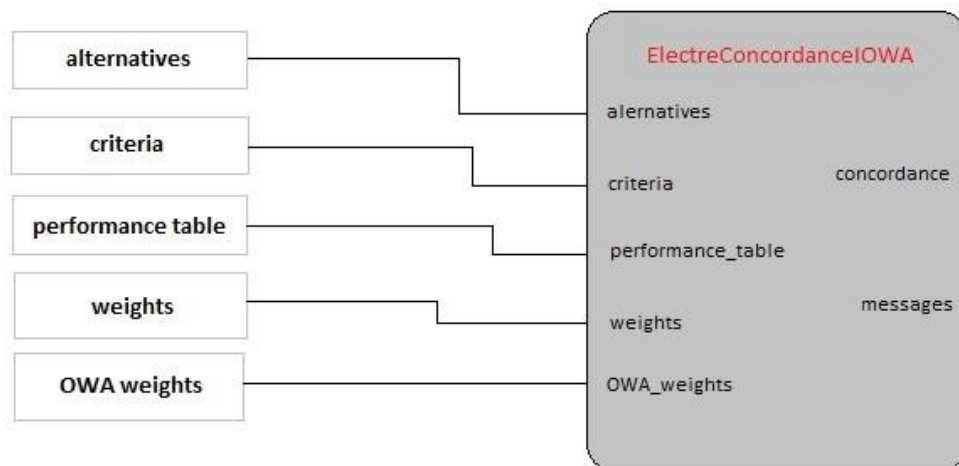 alternatives
criteria
performance table
weights
OWA weights
ElectreConcordanceIOWA
alernatives
criteria
concordance
performance_table
messages
weights
OWA_weights